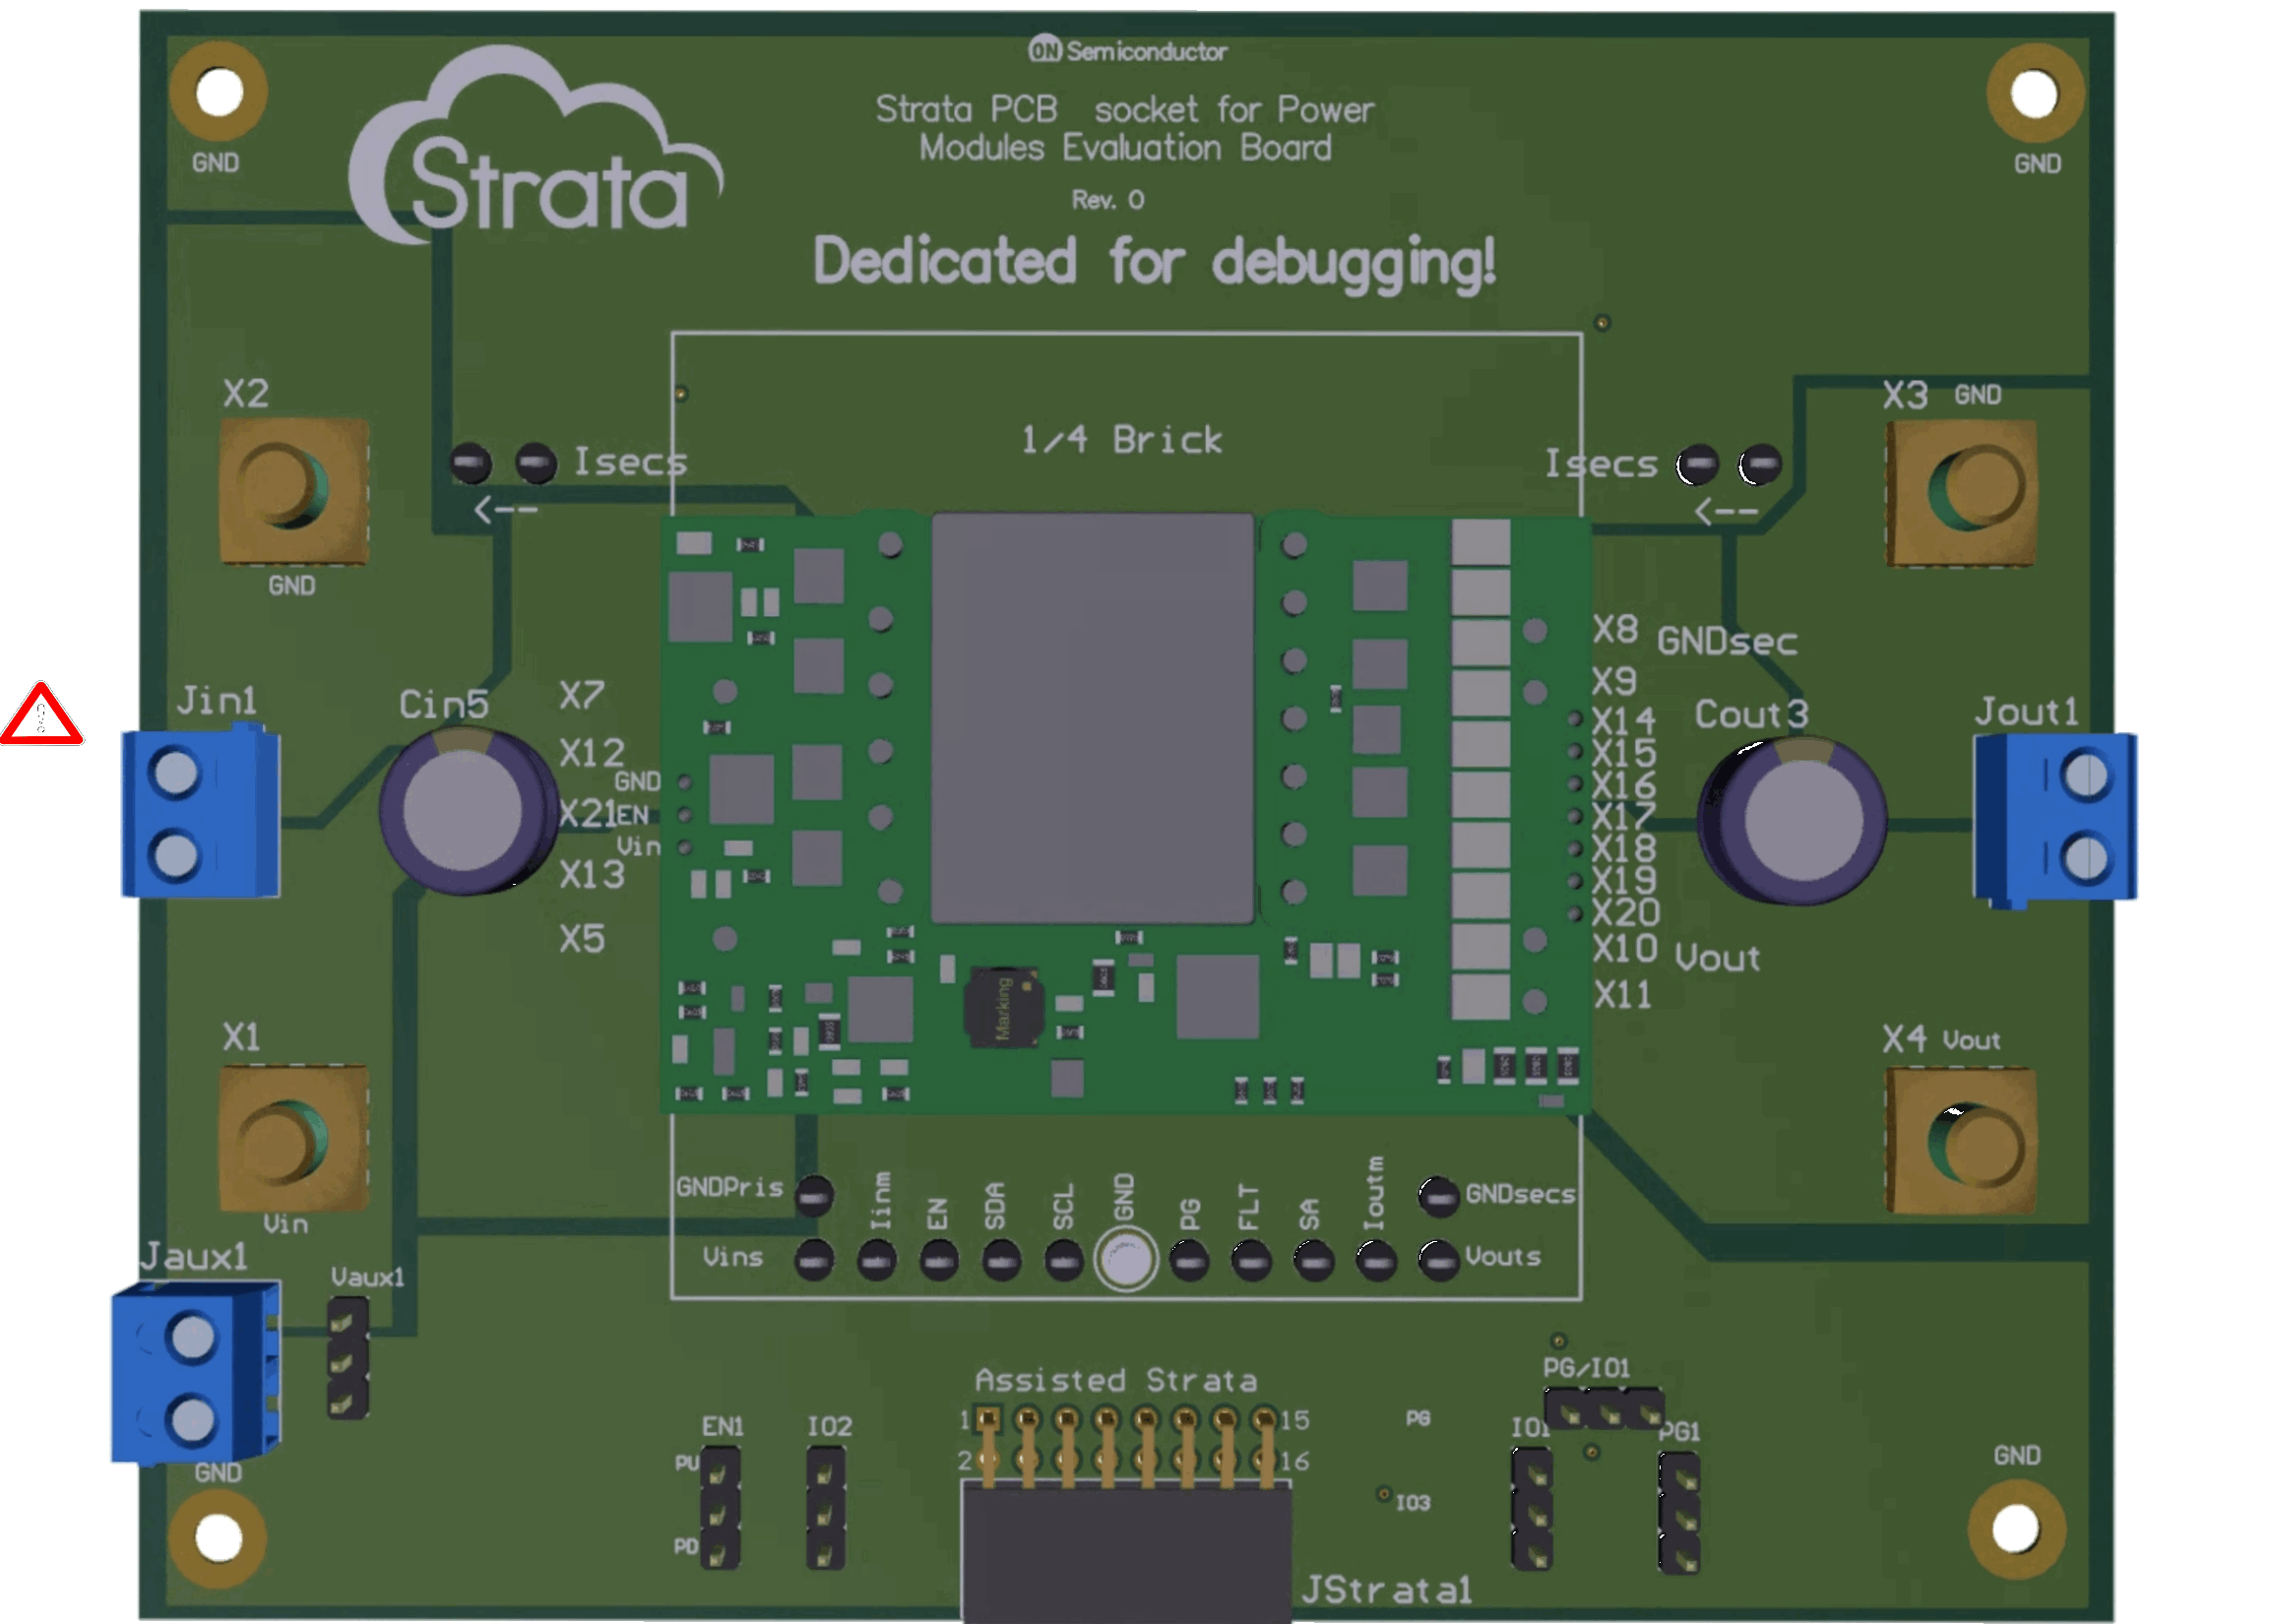 ON Semiconductor
Strata PCB socket for Power
Modules Evaluation Board
Rev. 0
Strata
Dedicated for debugging!
GND
GND
X2
GND
Isecs
<--
1/4 Brick
Isecs
<--
X3 GND
Jin1
Cin5
X7
X12
GND
X21 EN
Vin
X13
X5
X8 GNDsec
X9
X14
X15
X16
X17
X18
X19
X20
X10 Vout
X11
Cout3
Jout1
Marking
X1
Vin
X4 Vout
GNDPris
Vins
Iinm
EN
SDA
SCL
GND
PG
FLT
SA
Ioutm
GNDsecs
Vouts
Jaux1
Vaux1
GND
EN1
PU
PD
IO2
Assisted Strata
1 15
2 16
JStrata1
PG
IO3
PG/IO1
IO1
PG1
GND